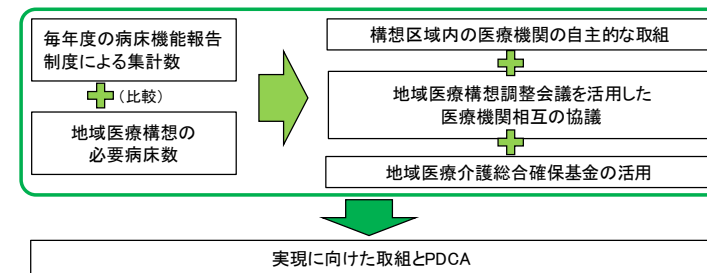 毎年度の病床機能報告
制度による集計数
(比較)
地域医療構想の
必要病床数
構想区域内の医療機関の自主的な取組
地域医療構想調整会議を活用した
医療機関相互の協議
地域医療介護総合確保基金の活用
実現に向けた取組とPDCA